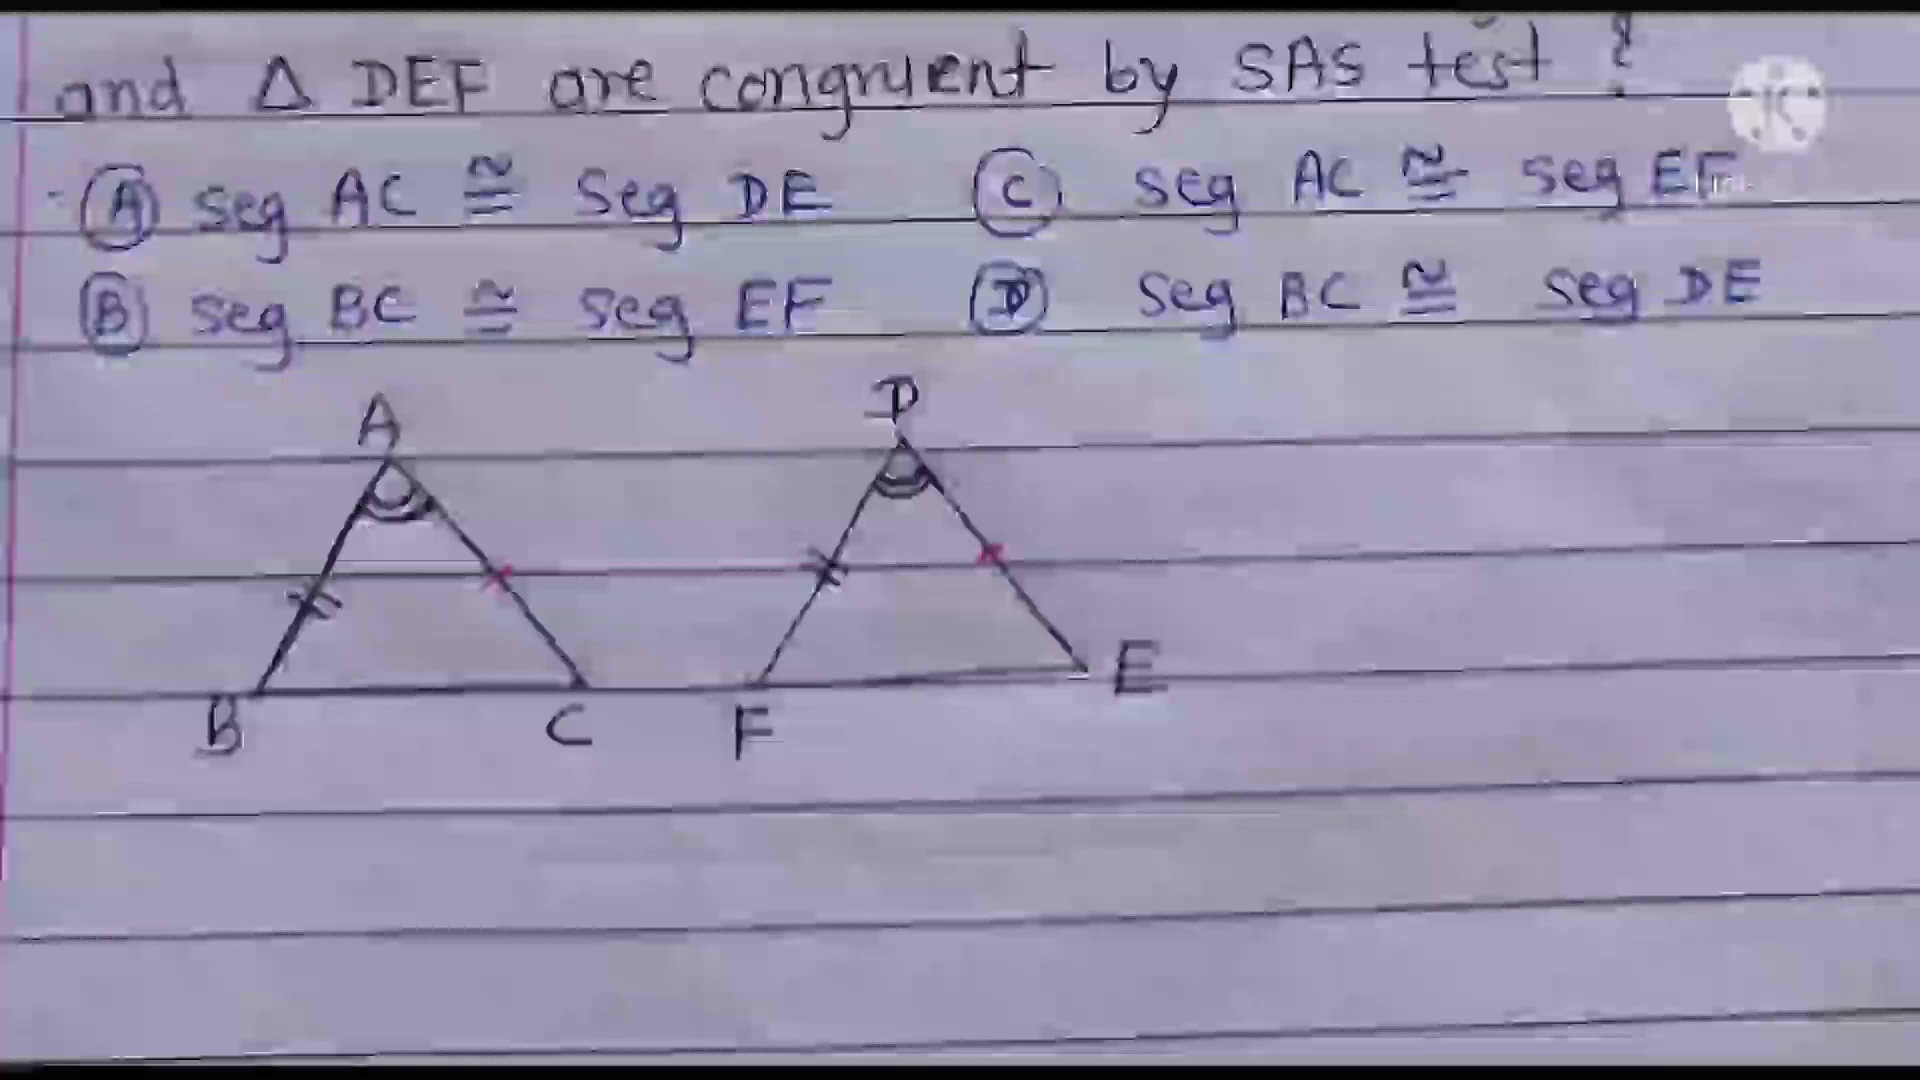 and Δ DEF are congruent by SAS test ?
(A) seg AC ≅ seg DE (C) seg AC ≅ seg EF
(B) seg BC ≅ seg EF (D) seg BC ≅ seg DE
A D
B C F E